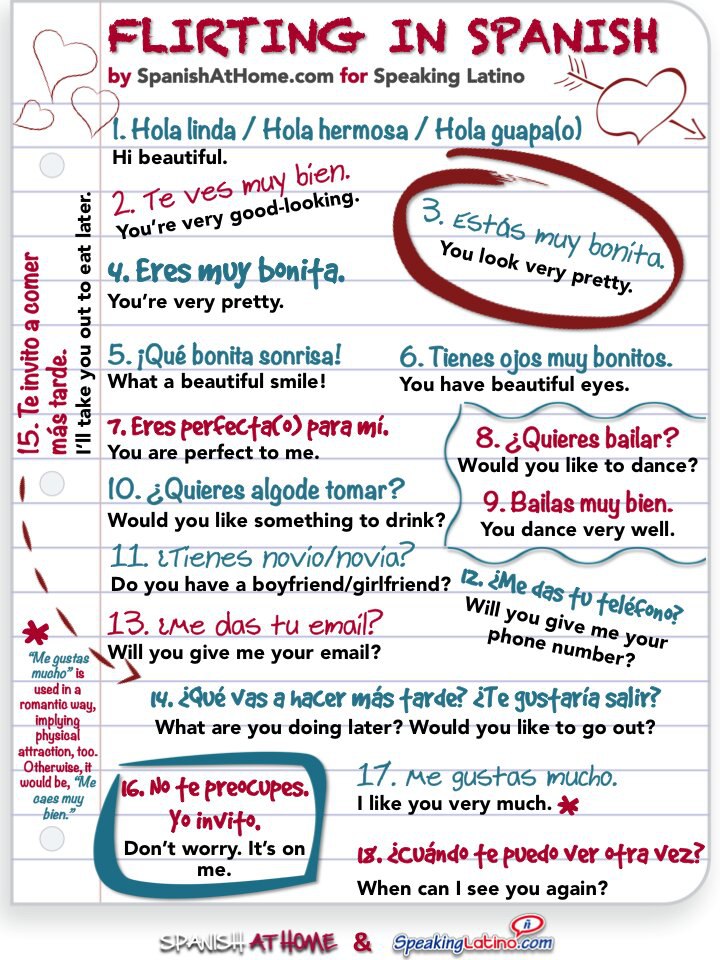 FLIRTING IN SPANISH
by SpanishAtHome.com for Speaking Latino
1. Hola linda / Hola hermosa / Hola guapa(o)
Hi beautiful.
2. Te ves muy bien.
You're very good-looking.
3. Estás muy bonita.
You look very pretty.
4. Eres muy bonita.
You're very pretty.
5. ¡Qué bonita sonrisa!
What a beautiful smile!
6. Tienes ojos muy bonitos.
You have beautiful eyes.
7. Eres perfecta(o) para mí.
You are perfect to me.
8. ¿Quieres bailar?
Would you like to dance?
9. Bailas muy bien.
You dance very well.
10. ¿Quieres algode tomar?
Would you like something to drink?
11. ¿Tienes novio/novia?
Do you have a boyfriend/girlfriend?
12. ¿Me das tu teléfono?
Will you give me your
phone number?
13. ¿Me das tu email?
Will you give me your email?
14. ¿Qué vas a hacer más tarde? ¿Te gustaría salir?
What are you doing later? Would you like to go out?
15. Te invito a comer
más tarde.
I'll take you out to eat later.
16. No te preocupes.
Yo invito.
Don't worry. It's on
me.
17. Me gustas mucho.
I like you very much. *
18. ¿Cuándo te puedo ver otra vez?
When can I see you again?
*
"Me gustas
mucho" is
used in a
romantic way,
implying
physical
attraction, too.
Otherwise, it
would be, "Me
caes muy
bien."
SPANISH AT HOME & SpeakingLatino.com
ñ